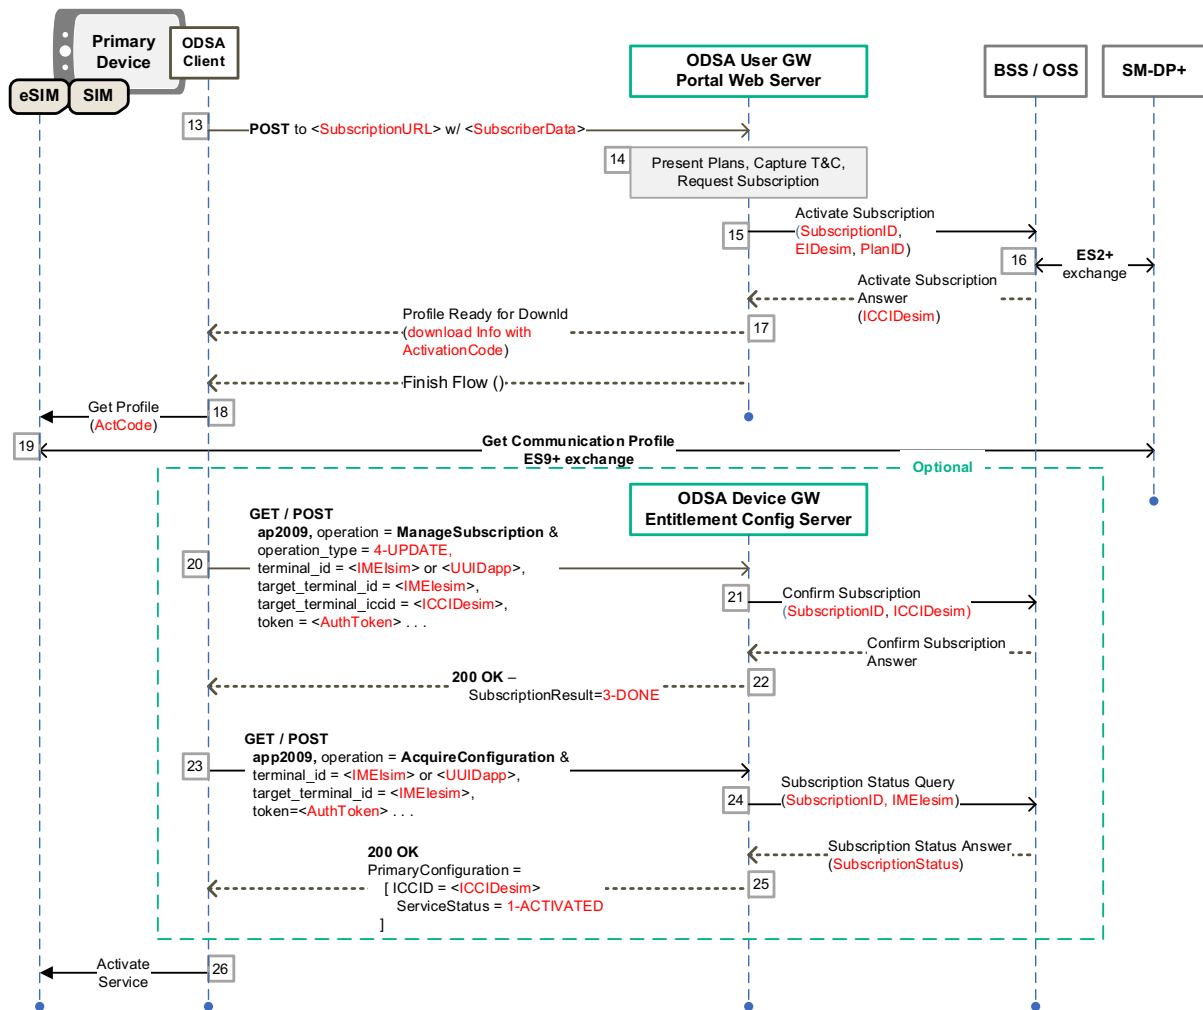 Primary
Device
ODSA
Client
eSIM
SIM
ODSA User GW
Portal Web Server
BSS / OSS
SM-DP+
13
POST to <SubscriptionURL> w/ <SubscriberData>
14
Present Plans, Capture T&C,
Request Subscription
15
Activate Subscription
(SubscriptionID,
EIDesim, PlanID)
16
ES2+
exchange
Activate Subscription
Answer
(ICCIDesim)
17
Profile Ready for Downld
(download Info with
ActivationCode)
Finish Flow ()
18
Get Profile
(ActCode)
19
Get Communication Profile
ES9+ exchange
Optional
ODSA Device GW
Entitlement Config Server
20
GET / POST
ap2009, operation = ManageSubscription &
operation_type = 4-UPDATE,
terminal_id = <IMEIsim> or <UUIDapp>,
target_terminal_id = <IMEIesim>,
target_terminal_iccid = <ICCIDesim>,
token = <AuthToken> . . .
21
Confirm Subscription
(SubscriptionID, ICCIDesim)
Confirm Subscription
Answer
22
200 OK –
SubscriptionResult=3-DONE
23
GET / POST
app2009, operation = AcquireConfiguration &
terminal_id = <IMEIsim> or <UUIDapp>,
target_terminal_id = <IMEIesim>,
token=<AuthToken> . . .
24
Subscription Status Query
(SubscriptionID, IMEIesim)
Subscription Status Answer
(SubscriptionStatus)
25
200 OK
PrimaryConfiguration =
[ ICCID = <ICCIDesim>
ServiceStatus = 1-ACTIVATED
]
26
Activate
Service